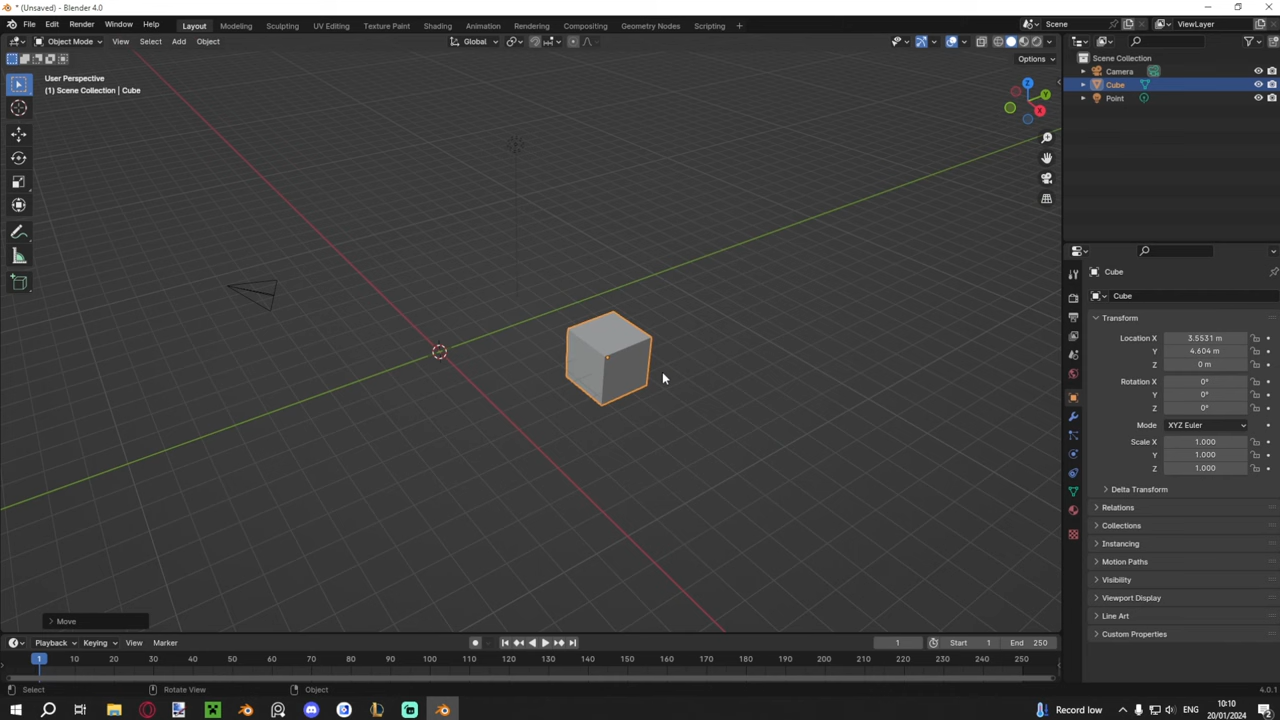 * (Unsaved) - Blender 4.0
File Edit Render Window Help Layout Modeling Sculpting UV Editing Texture Paint Shading Animation Rendering Compositing Geometry Nodes Scripting + Scene ViewLayer
Object Mode View Select Add Object Global
Options
User Perspective
(1) Scene Collection | Cube
Z
Y
X
Scene Collection
Camera
Cube
Point
Cube
Cube
Transform
Location X 3.5531 m
Y 4.604 m
Z 0 m
Rotation X 0°
Y 0°
Z 0°
Mode XYZ Euler
Scale X 1.000
Y 1.000
Z 1.000
Delta Transform
Relations
Collections
Instancing
Motion Paths
Visibility
Viewport Display
Line Art
Custom Properties
Move
Playback Keying View Marker 1 Start 1 End 250
1 10 20 30 40 50 60 70 80 90 100 110 120 130 140 150 160 170 180 190 200 210 220 230 240 250
Select Rotate View Object 4.0.1
Record low
10:10
20/01/2024
2